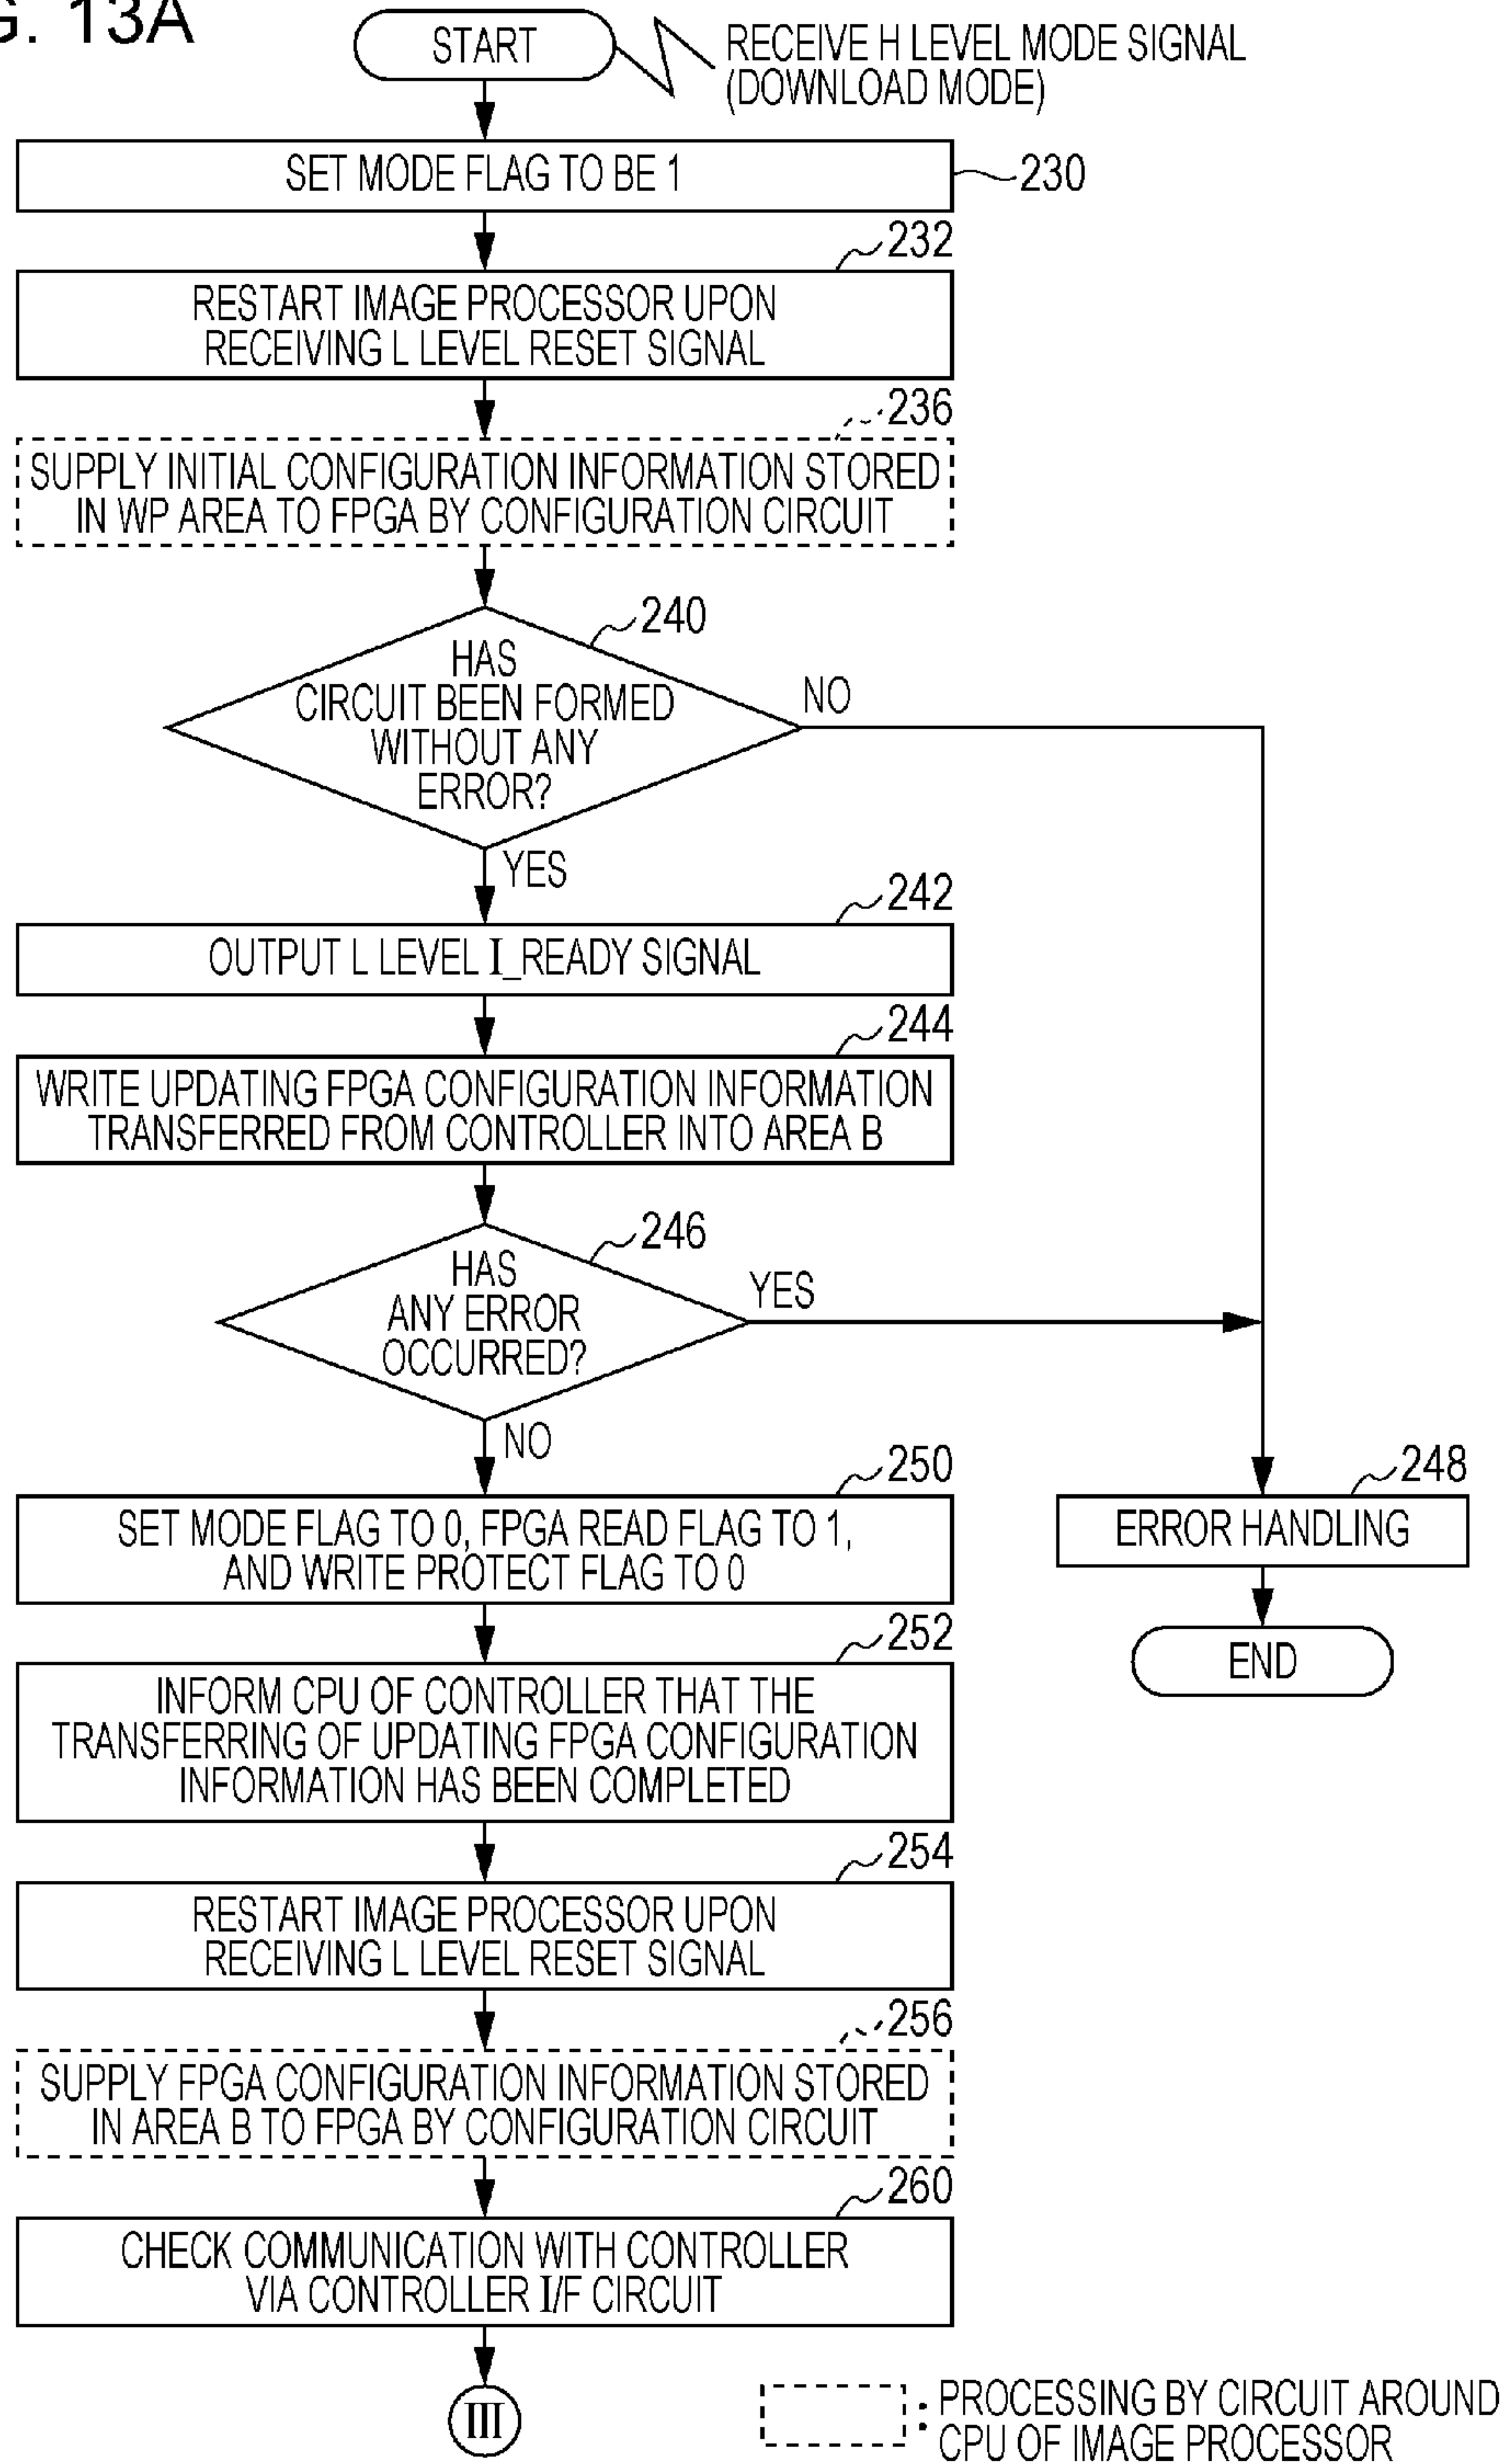 G. 13A
START
RECEIVE H LEVEL MODE SIGNAL
(DOWNLOAD MODE)
SET MODE FLAG TO BE 1
230
232
RESTART IMAGE PROCESSOR UPON
RECEIVING L LEVEL RESET SIGNAL
236
SUPPLY INITIAL CONFIGURATION INFORMATION STORED
IN WP AREA TO FPGA BY CONFIGURATION CIRCUIT
240
HAS
CIRCUIT BEEN FORMED
WITHOUT ANY
ERROR?
NO
YES
242
OUTPUT L LEVEL I_READY SIGNAL
244
WRITE UPDATING FPGA CONFIGURATION INFORMATION
TRANSFERRED FROM CONTROLLER INTO AREA B
246
HAS
ANY ERROR
OCCURRED?
YES
NO
250
SET MODE FLAG TO 0, FPGA READ FLAG TO 1,
AND WRITE PROTECT FLAG TO 0
248
ERROR HANDLING
END
252
INFORM CPU OF CONTROLLER THAT THE
TRANSFERRING OF UPDATING FPGA CONFIGURATION
INFORMATION HAS BEEN COMPLETED
254
RESTART IMAGE PROCESSOR UPON
RECEIVING L LEVEL RESET SIGNAL
256
SUPPLY FPGA CONFIGURATION INFORMATION STORED
IN AREA B TO FPGA BY CONFIGURATION CIRCUIT
260
CHECK COMMUNICATION WITH CONTROLLER
VIA CONTROLLER I/F CIRCUIT
III
: PROCESSING BY CIRCUIT AROUND
CPU OF IMAGE PROCESSOR